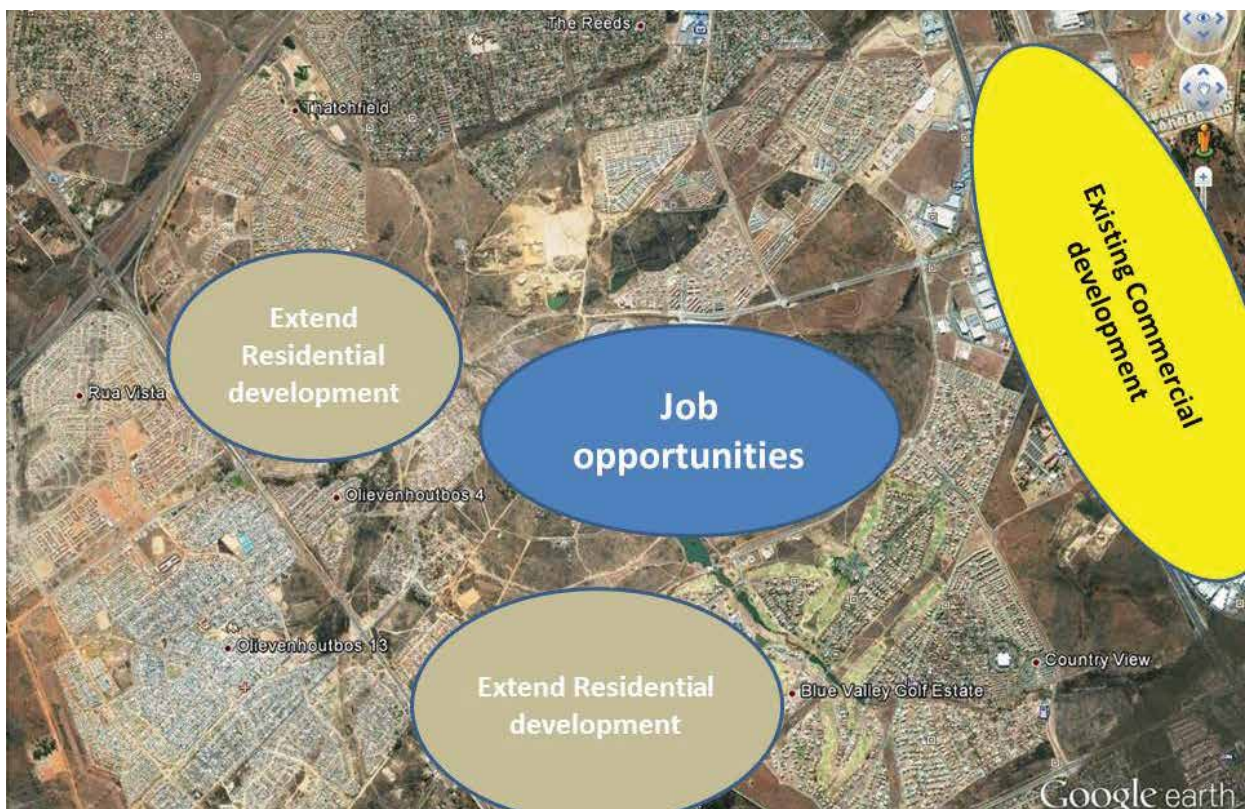 The Reeds
Thatchfield
Existing Commercial
development
Extend
Residential
development
Rua Vista
Job
opportunities
Olievenhoutbos 4
Olievenhoutbos 13
Extend Residential
development
Country View
Blue Valley Golf Estate
Google earth